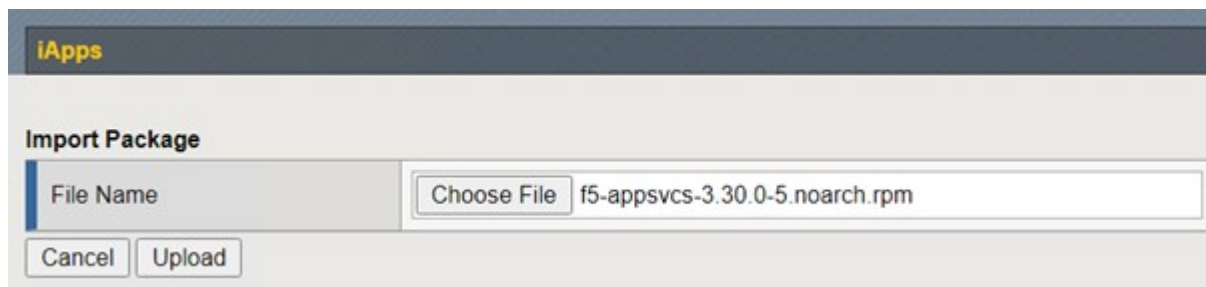 iApps
Import Package
File Name Choose File f5-appsvcs-3.30.0-5.noarch.rpm
Cancel Upload